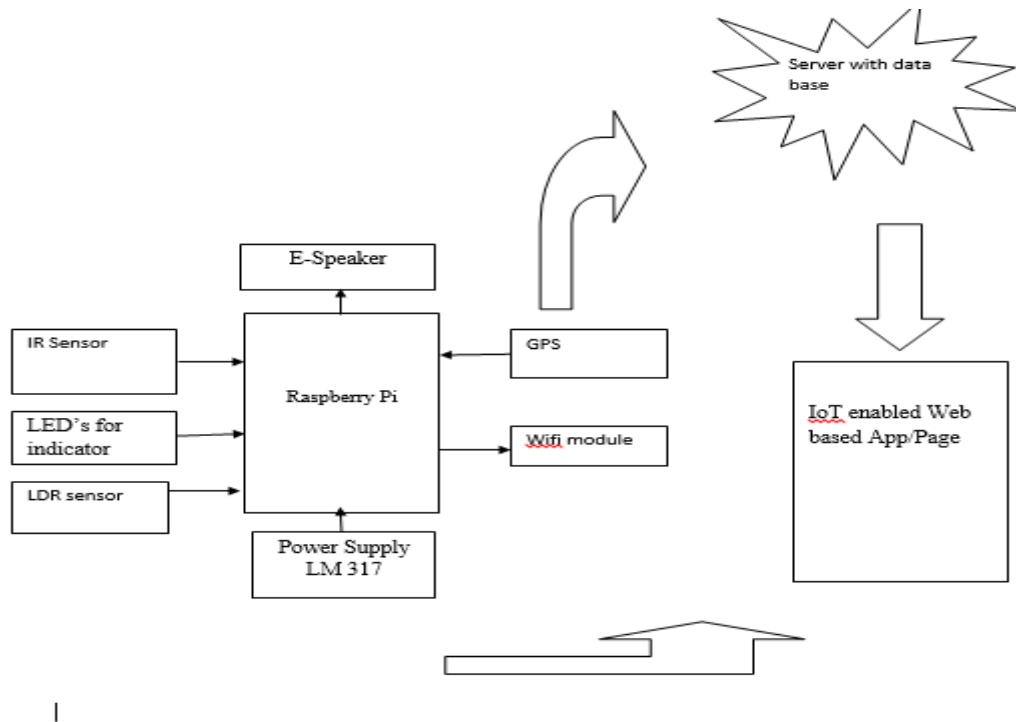 Server with data
base
E-Speaker
IR Sensor
GPS
Raspberry Pi
IoT enabled Web
based App/Page
LED’s for
indicator
Wifi module
LDR sensor
Power Supply
LM 317